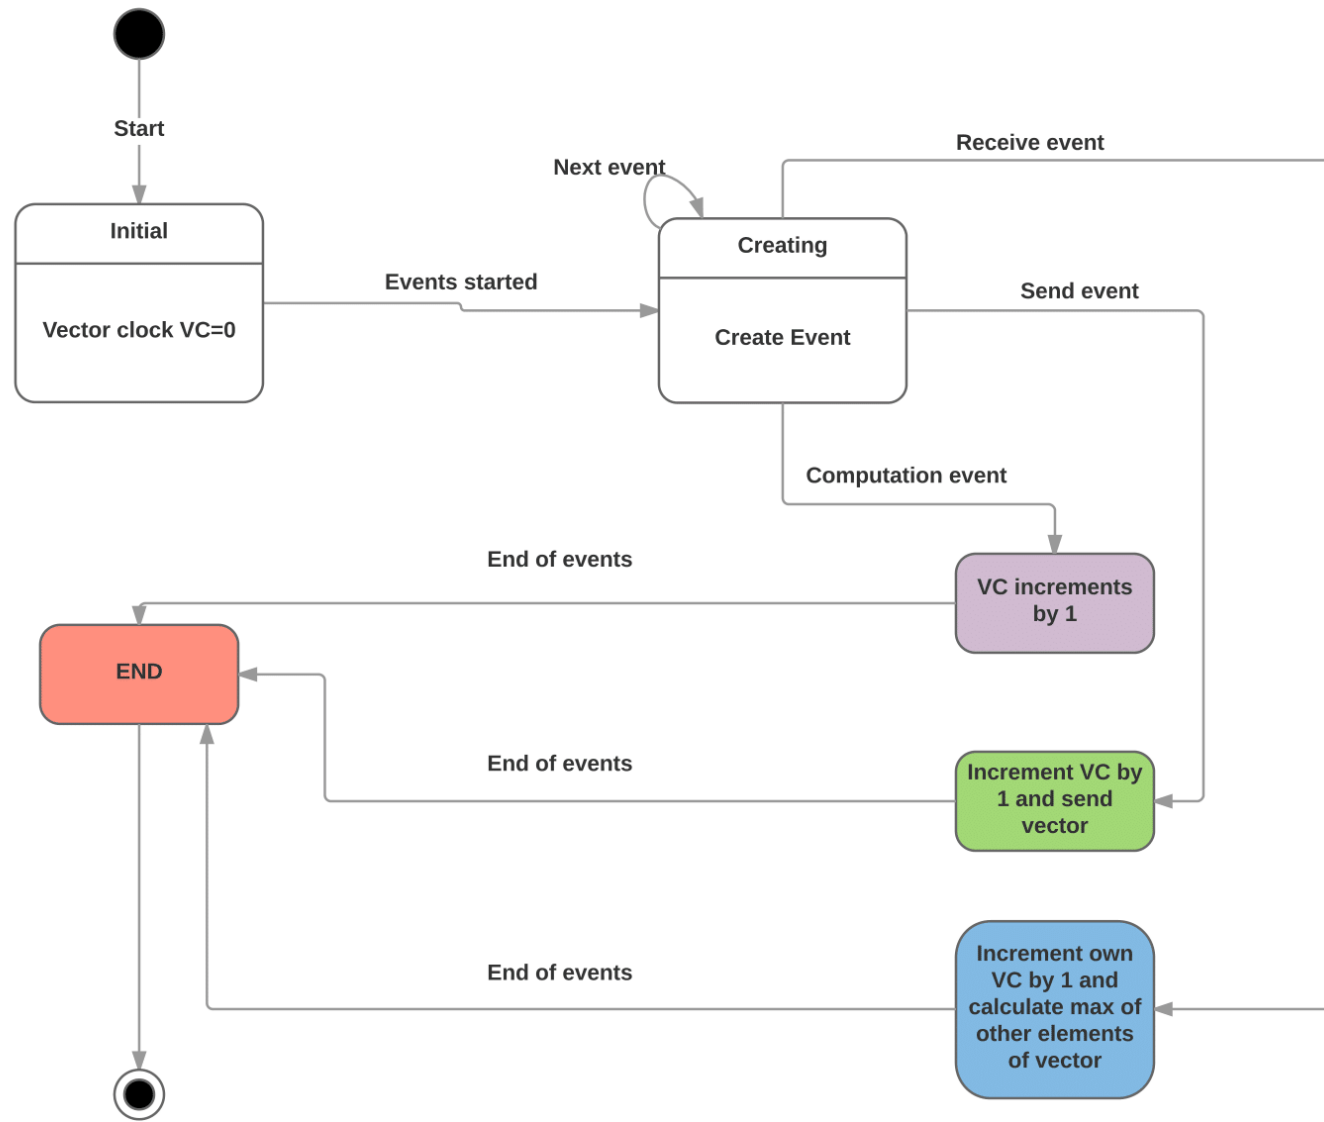 Start
Receive event
Next event
Initial
Creating
Events started
Send event
Vector clock VC=0
Create Event
Computation event
End of events
VC increments
by 1
END
End of events
Increment VC by
1 and send
vector
End of events
Increment own
VC by 1 and
calculate max of
other elements
of vector